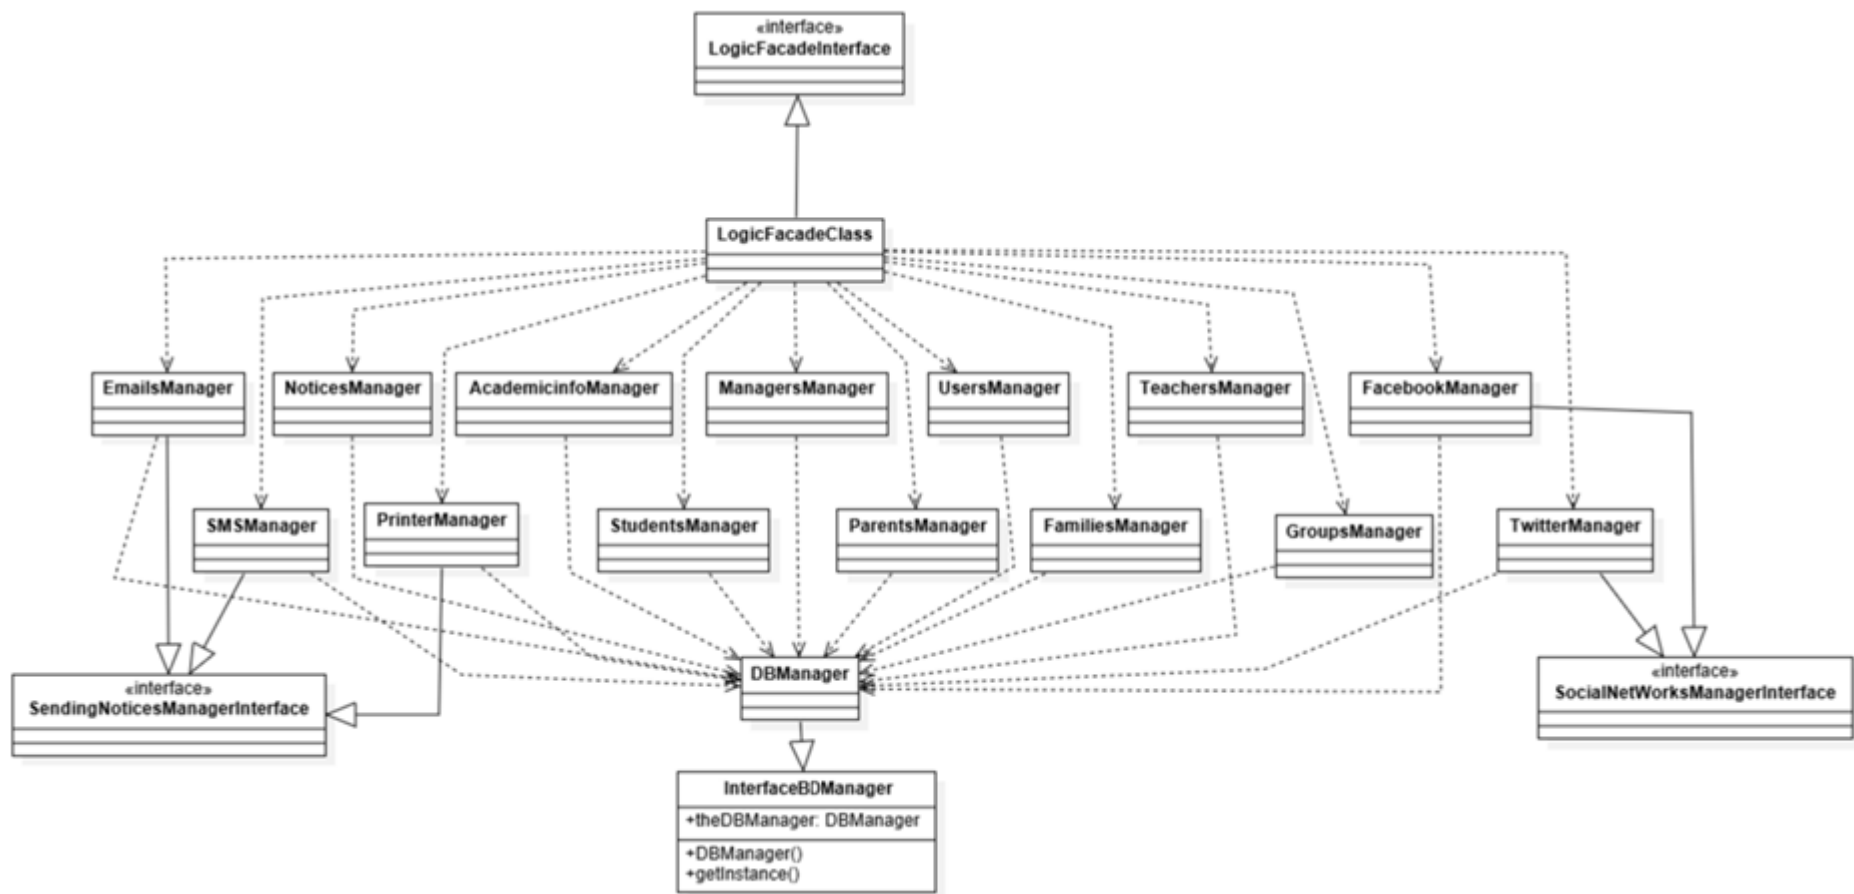 «interface»
LogicFacadeInterface
LogicFacadeClass
EmailsManager
NoticesManager
AcademicinfoManager
ManagersManager
UsersManager
TeachersManager
FacebookManager
SMSManager
PrinterManager
StudentsManager
ParentsManager
FamiliesManager
GroupsManager
TwitterManager
«interface»
SendingNoticesManagerInterface
DBManager
«interface»
SocialNetWorksManagerInterface
InterfaceBDManager
+theDBManager: DBManager
+DBManager()
+getInstance()